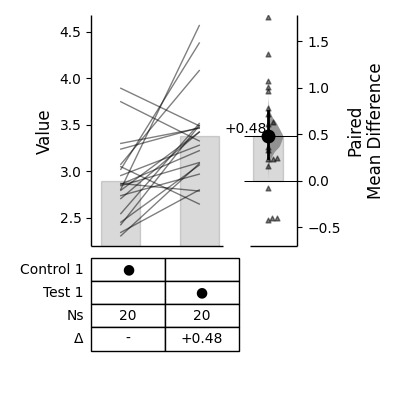 4.5
4.0
3.5
3.0
2.5
Value
+0.48
1.5
1.0
0.5
0.0
−0.5
Paired
Mean Difference
Control 1
Test 1
Ns 20 20
Δ - +0.48